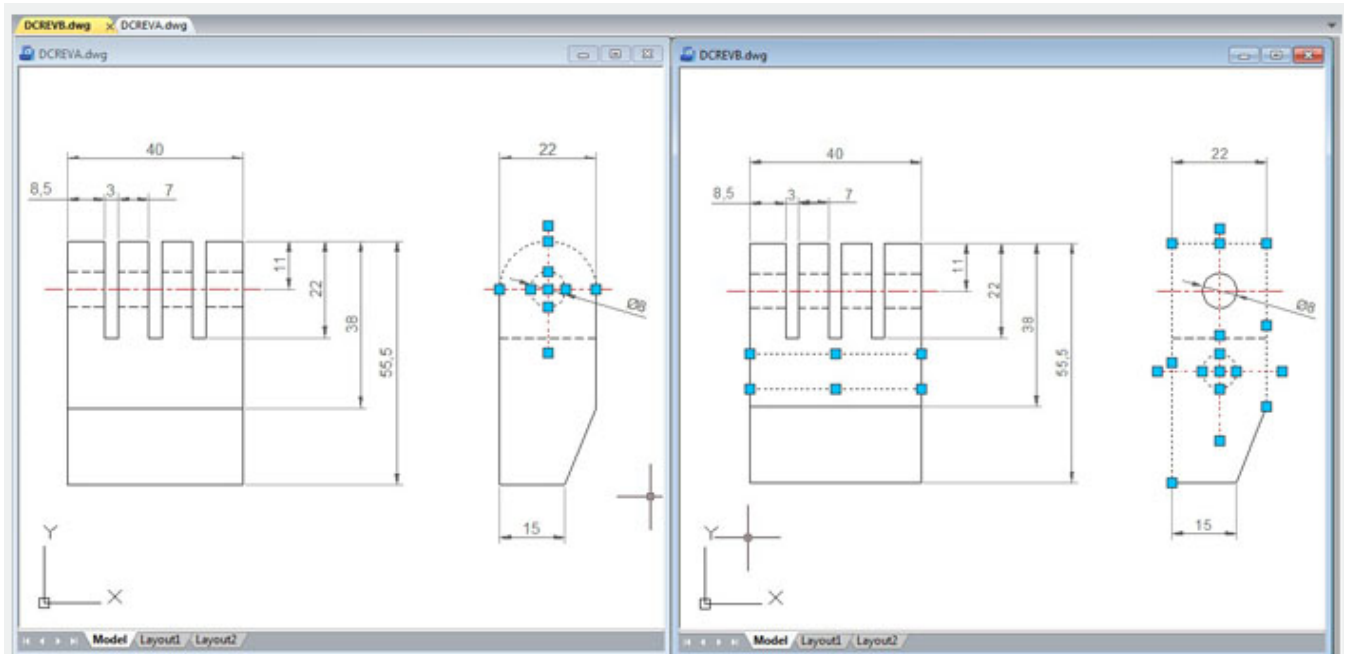 DCREVB.dwg DCREVA.dwg
DCREVA.dwg
40
8,5 3 7
11
22
38
55,5
22
Ø8
15
Y
X
Model Layout1 Layout2
DCREVB.dwg
40
8,5 3 7
11
22
38
55,5
22
Ø8
15
Y
X
Model Layout1 Layout2